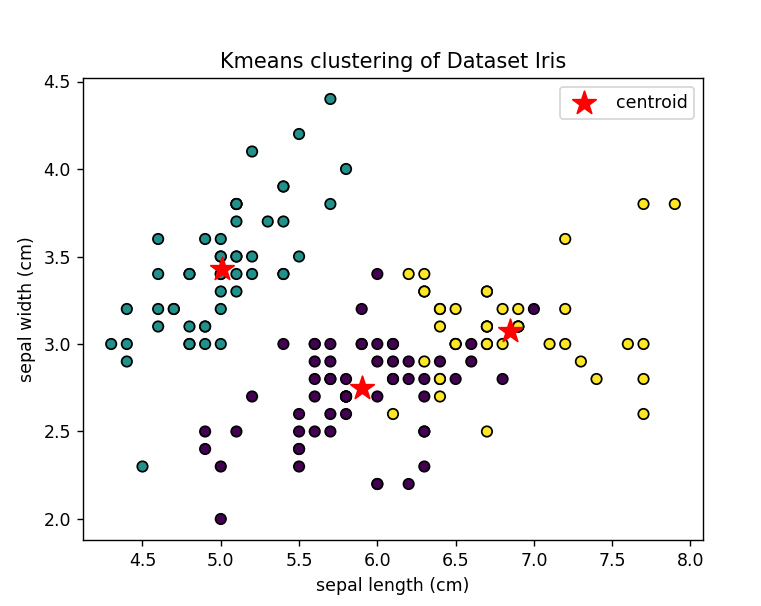 Kmeans clustering of Dataset Iris
centroid
sepal width (cm)
4.5
4.0
3.5
3.0
2.5
2.0
4.5 5.0 5.5 6.0 6.5 7.0 7.5 8.0
sepal length (cm)